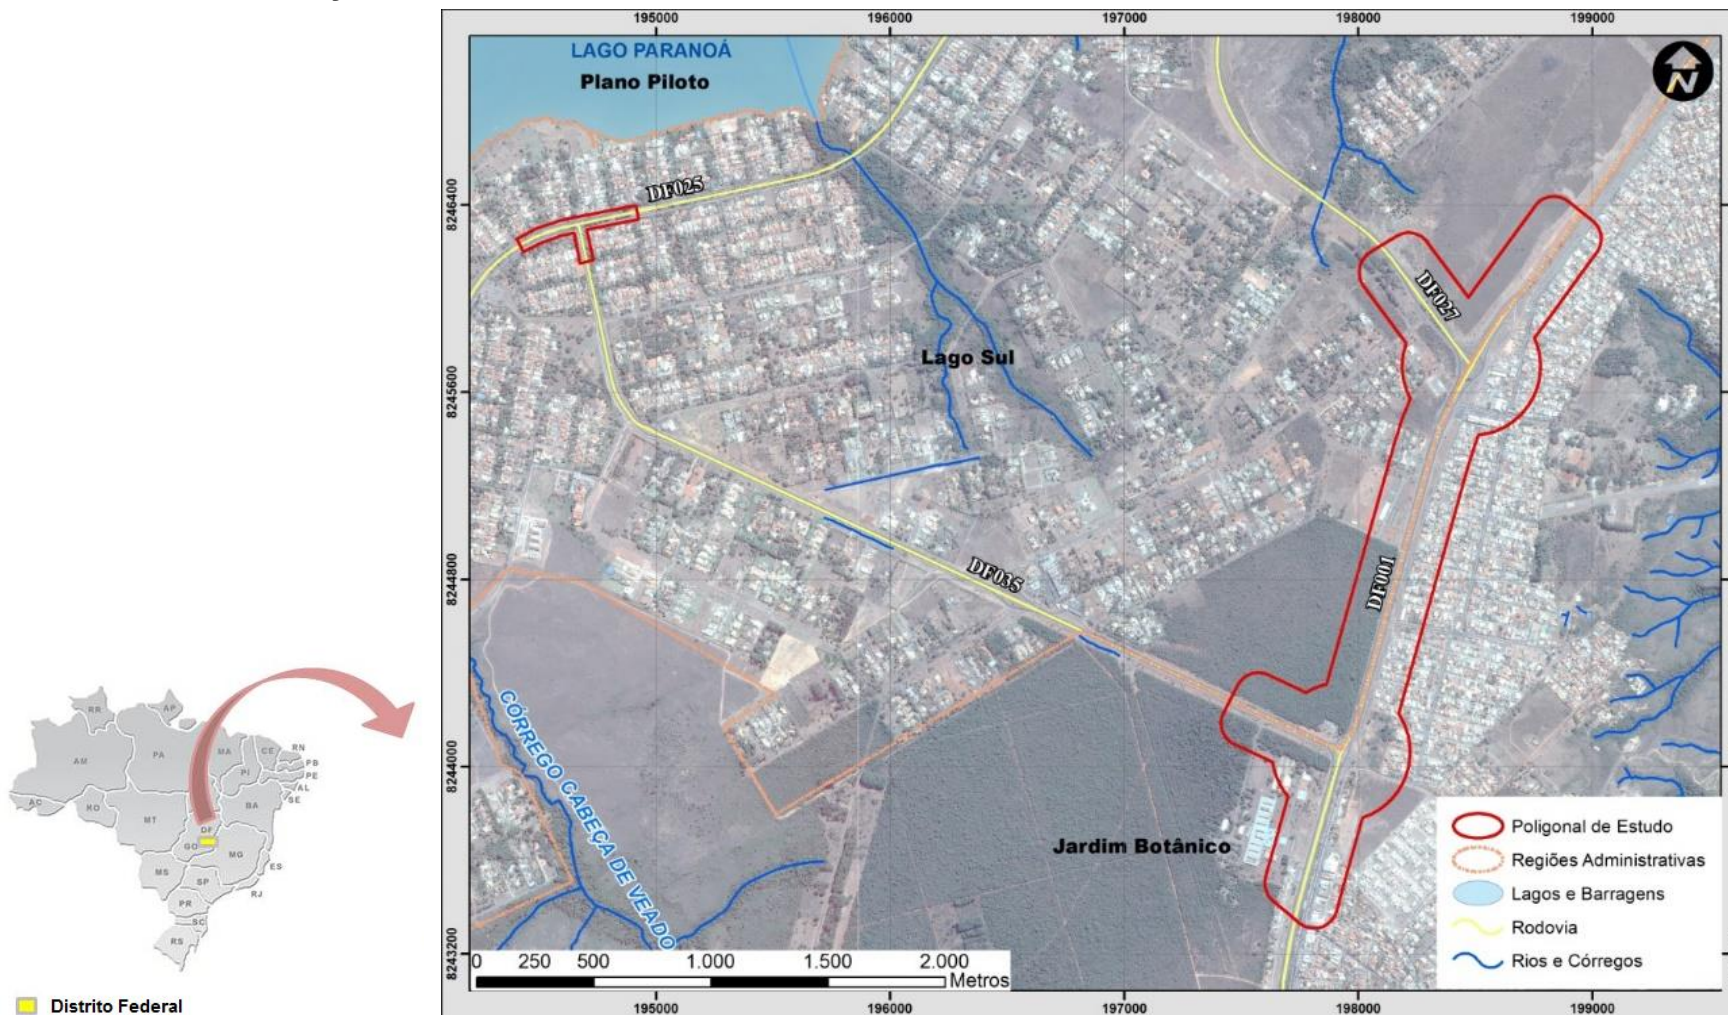 195000 196000 197000 198000 199000
LAGO PARANOÁ
Plano Piloto
N
DF025
8246400 8246400
DF027
Lago Sul
8245600 8245600
DF035
DF001
8244800 8244800
CÓRREGO CABEÇA DE VEADO
8244000
Jardim Botânico
8243200 8243200
Poligonal de Estudo
Regiões Administrativas
Lagos e Barragens
Rodovia
Rios e Córregos
0 250 500 1.000 1.500 2.000
Metros
195000 196000 197000 198000 199000
RR AP
AM PA MA CE RN
PB
PI PE
AL
AC RO SE
MT BA
DF
GO MG
MS ES
SP RJ
PR
SC
RS
Distrito Federal